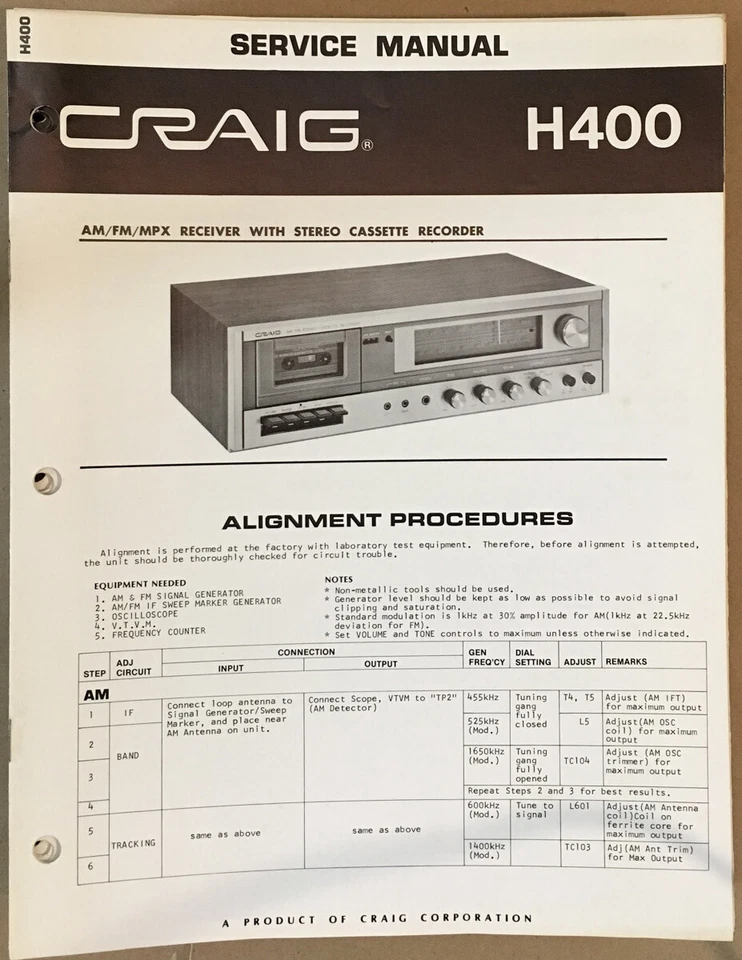 H400
SERVICE MANUAL
CRAIG® H400
AM/FM/MPX RECEIVER WITH STEREO CASSETTE RECORDER
CRAIG
ALIGNMENT PROCEDURES
Alignment is performed at the factory with laboratory test equipment. Therefore, before alignment is attempted,
the unit should be thoroughly checked for circuit trouble.
EQUIPMENT NEEDED
1. AM & FM SIGNAL GENERATOR
2. AM/FM IF SWEEP MARKER GENERATOR
3. OSCILLOSCOPE
4. V.T.V.M.
5. FREQUENCY COUNTER
NOTES
* Non-metallic tools should be used.
* Generator level should be kept as low as possible to avoid signal
clipping and saturation.
* Standard modulation is 1kHz at 30% amplitude for AM(1kHz at 22.5kHz
deviation for FM).
* Set VOLUME and TONE controls to maximum unless otherwise indicated.
STEP
ADJ
CIRCUIT
CONNECTION
INPUT
OUTPUT
GEN
FREQ'CY
DIAL
SETTING
ADJUST
REMARKS
AM
1
IF
Connect loop antenna to
Signal Generator/Sweep
Marker, and place near
AM Antenna on unit.
Connect Scope, VTVM to "TP2"
(AM Detector)
455kHz
Tuning
gang
fully
closed
T4, T5
Adjust (AM IFT)
for maximum output
2
BAND
525kHz
(Mod.)
L5
Adjust(AM OSC
coil) for maximum
output
3
1650kHz
(Mod.)
Tuning
gang
fully
opened
TC104
Adjust (AM OSC
trimmer) for
maximum output
4
Repeat Steps 2 and 3 for best results.
5
TRACKING
same as above
same as above
600kHz
(Mod.)
Tune to
signal
L601
Adjust(AM Antenna
coil)Coil on
ferrite core for
maximum output
6
1400kHz
(Mod.)
TC103
Adj(AM Ant Trim)
for Max Output
A PRODUCT OF CRAIG CORPORATION